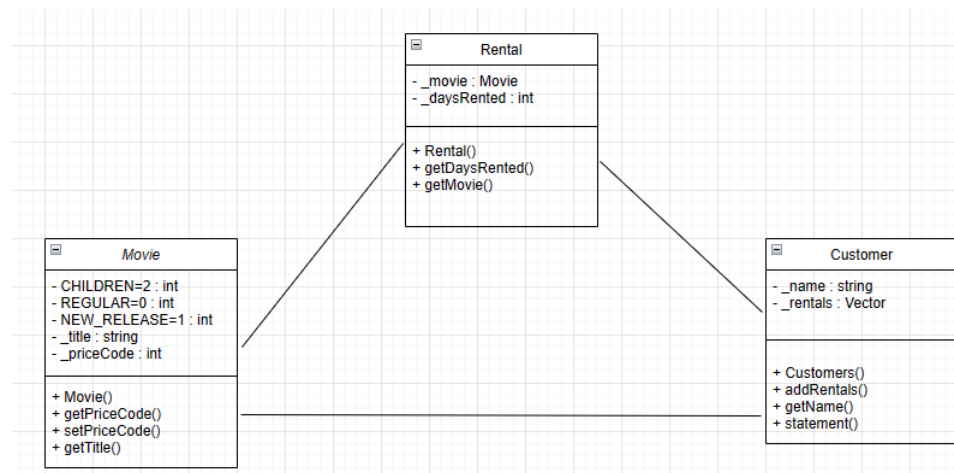 Rental
- _movie : Movie
- _daysRented : int
+ Rental()
+ getDaysRented()
+ getMovie()
Movie
- CHILDREN=2 : int
- REGULAR=0 : int
- NEW_RELEASE=1 : int
- _title : string
- _priceCode : int
+ Movie()
+ getPriceCode()
+ setPriceCode()
+ getTitle()
Customer
- _name : string
- _rentals : Vector
+ Customers()
+ addRentals()
+ getName()
+ statement()